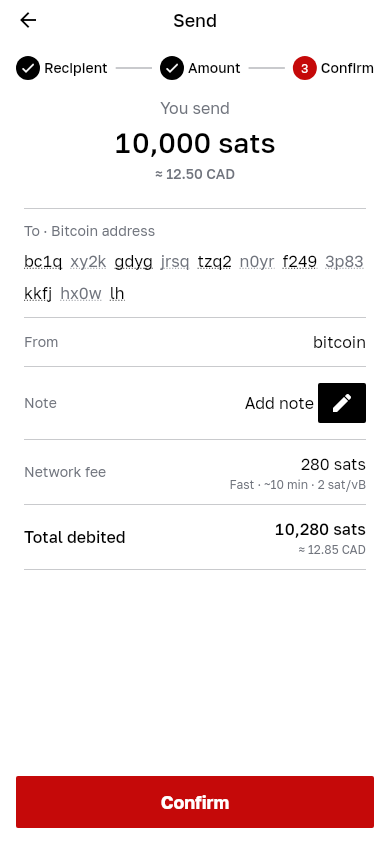 Send
Recipient
Amount
3 Confirm
You send
10,000 sats
≈ 12.50 CAD
To · Bitcoin address
bc1q xy2k gdyg jrsq tzq2 n0yr f249 3p83
kkfj hx0w lh
From bitcoin
Note Add note
Network fee 280 sats
Fast · ~10 min · 2 sat/vB
Total debited 10,280 sats
≈ 12.85 CAD
Confirm